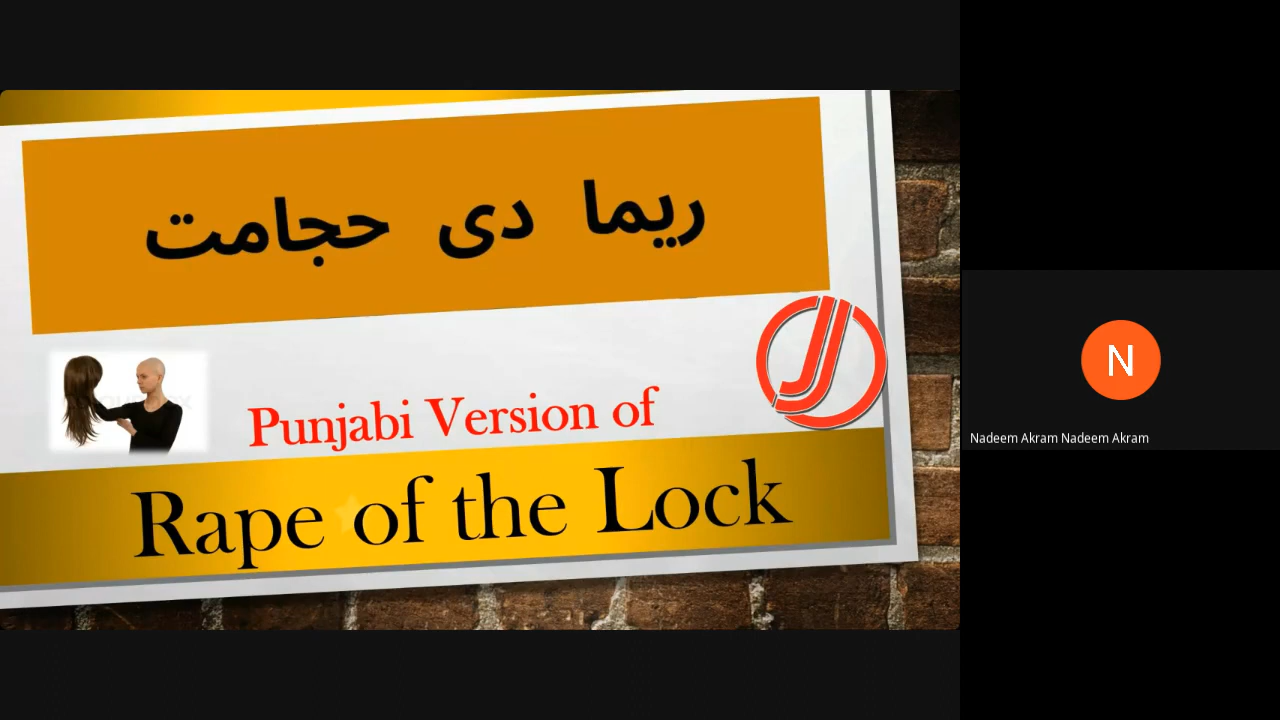 ریما دی حجامت
Punjabi Version of
Rape of the Lock
N
Nadeem Akram Nadeem Akram